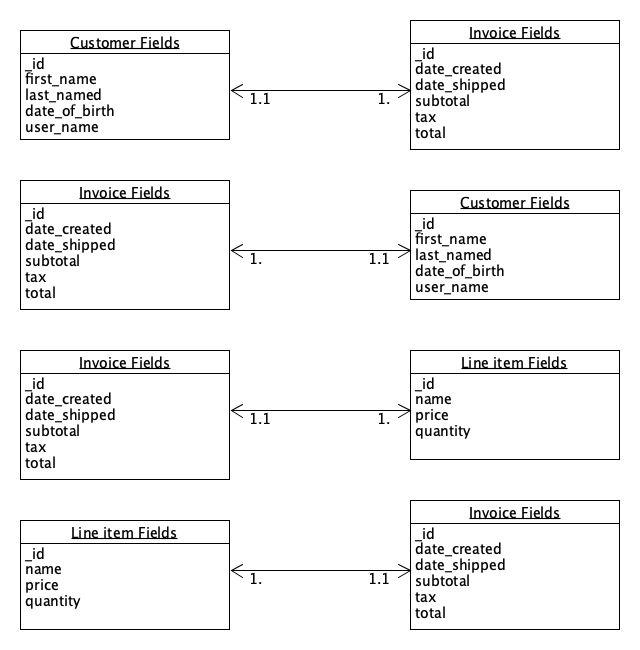 Customer Fields
_id
first_name
last_named
date_of_birth
user_name
1.1
1.
Invoice Fields
_id
date_created
date_shipped
subtotal
tax
total
Invoice Fields
_id
date_created
date_shipped
subtotal
tax
total
1.
1.1
Customer Fields
_id
first_name
last_named
date_of_birth
user_name
Invoice Fields
_id
date_created
date_shipped
subtotal
tax
total
1.1
1.
Line item Fields
_id
name
price
quantity
Line item Fields
_id
name
price
quantity
1.
1.1
Invoice Fields
_id
date_created
date_shipped
subtotal
tax
total